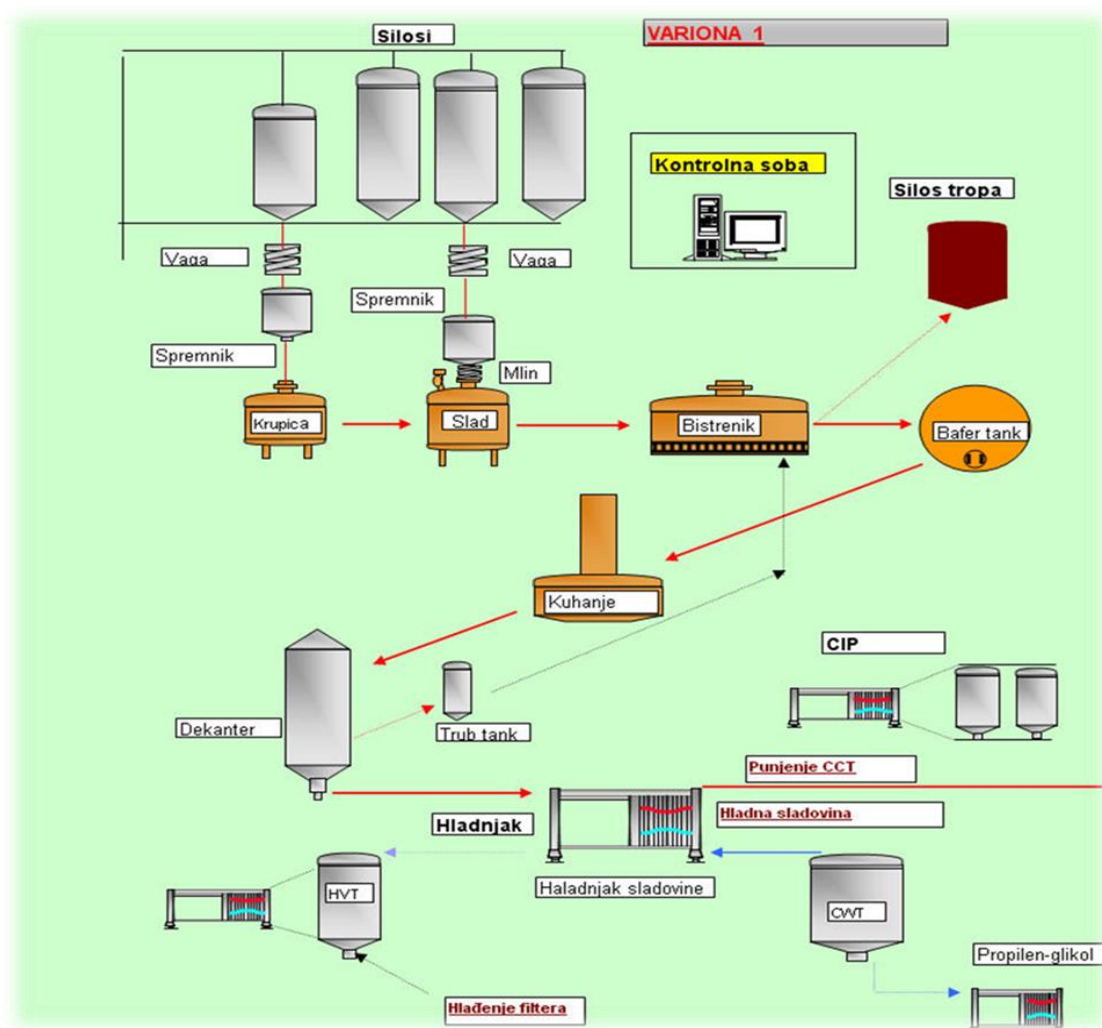 Silosi
VARIONA 1
Kontrolna soba
Silos tropa
Vaga
Vaga
Spremnik
Spremnik
Mlin
Krupica
Slad
Bistrenik
Bafer tank
Kuhanje
CIP
Dekanter
Trub tank
Punjenje CCT
Hladna sladovina
Hladnjak
HVT
Haladnjak sladovine
CWT
Propilen-glikol
Hlađenje filtera